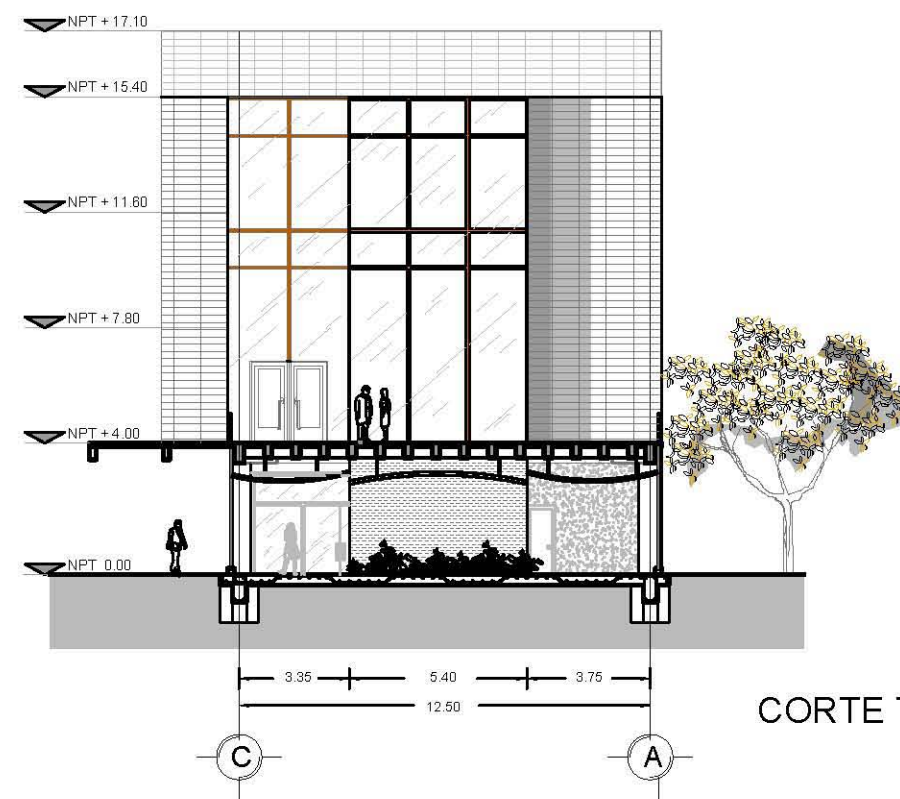 NPT + 17.10
NPT + 15.40
NPT + 11.60
NPT + 7.80
NPT + 4.00
NPT 0.00
3.35 5.40 3.75
12.50
CORTE T
C A